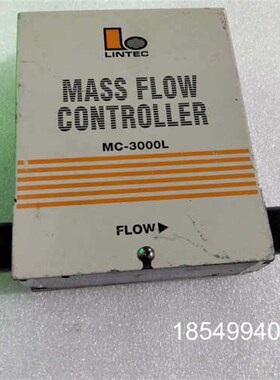 LINTEC
MASS FLOW
CONTROLLER
MC-3000L
FLOW▶
18549940